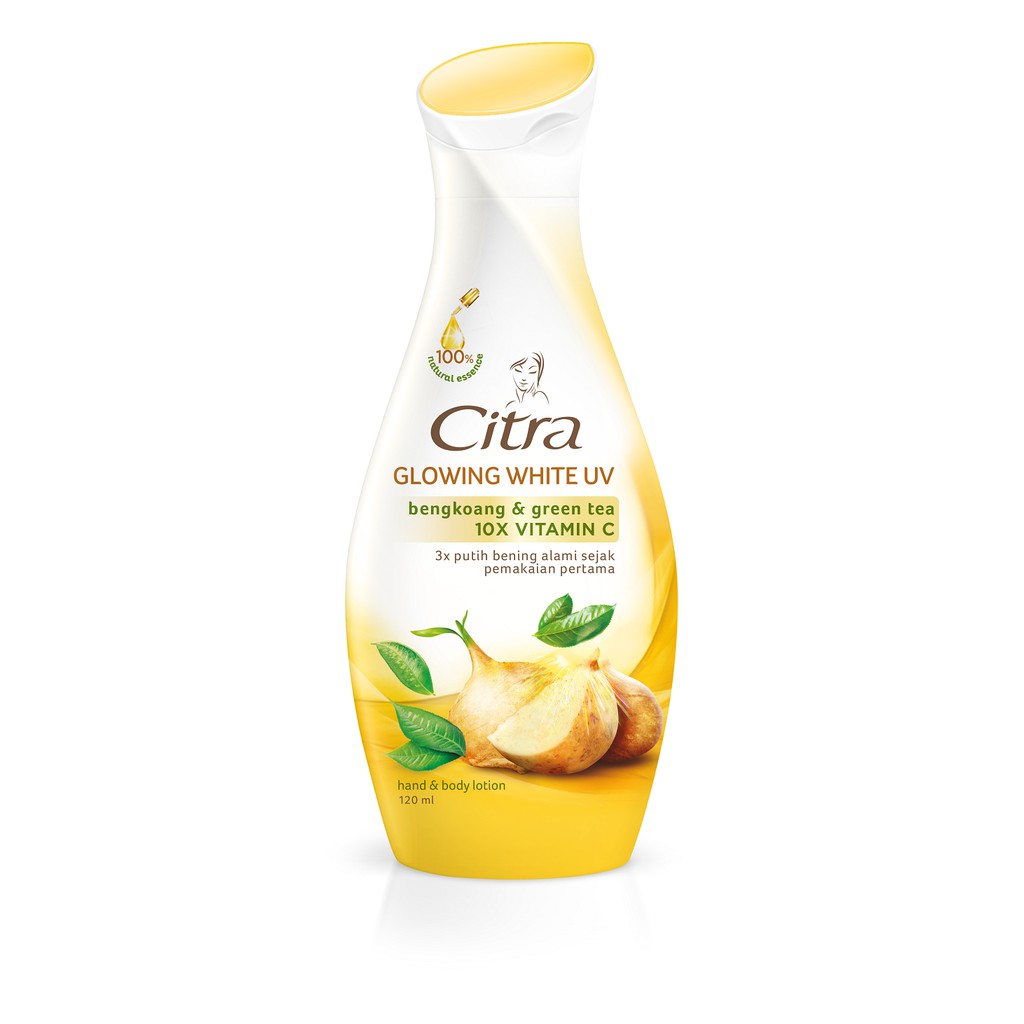 100%
natural essence
Citra
GLOWING WHITE UV
bengkoang & green tea
10X VITAMIN C
3x putih bening alami sejak
pemakaian pertama
hand & body lotion
120 ml